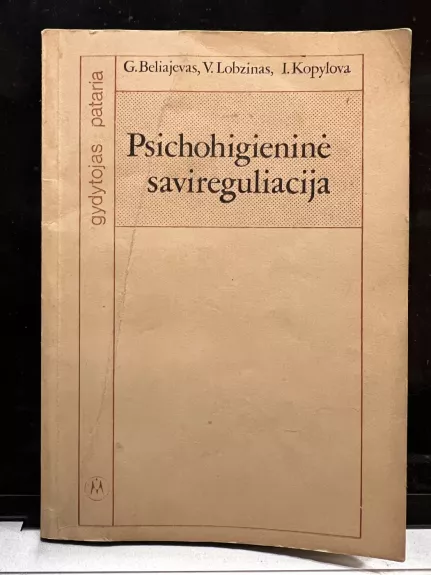 G. Beliajevas, V. Lobzinas, I. Kopylova
Psichohigieninė
savireguliacija
gydytojas pataria